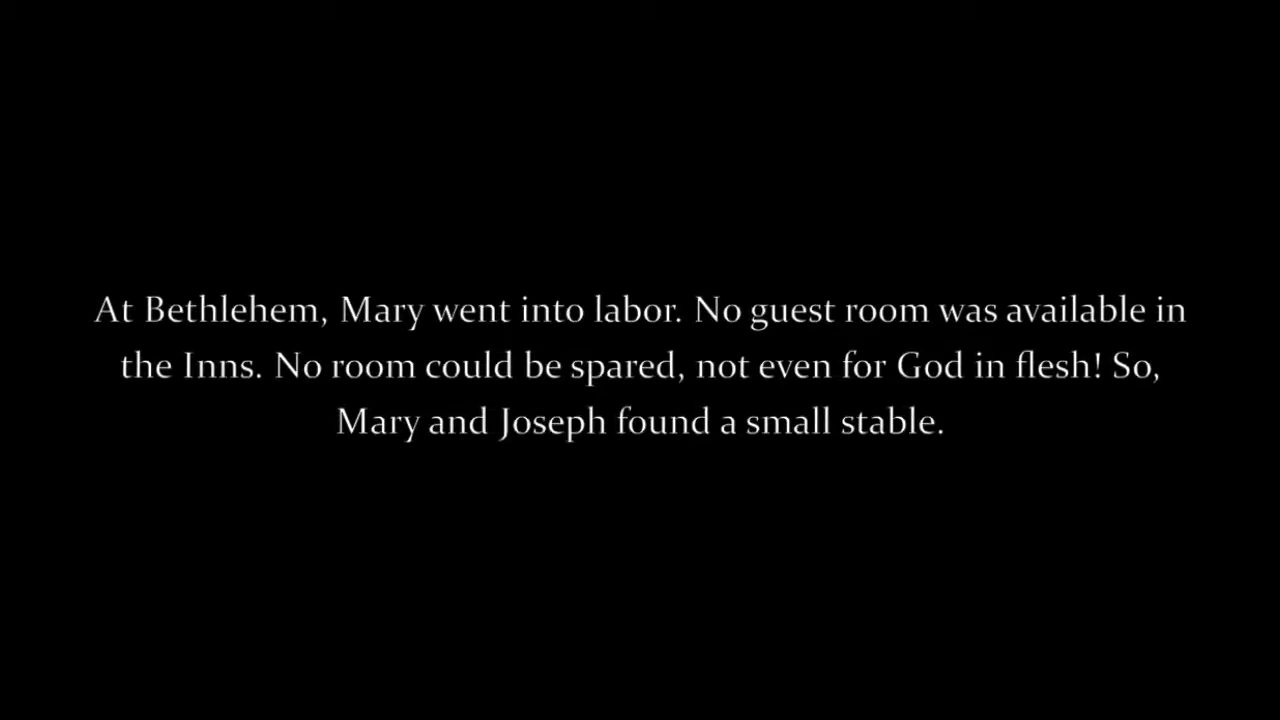 At Bethlehem, Mary went into labor. No guest room was available in
the Inns. No room could be spared, not even for God in flesh! So,
Mary and Joseph found a small stable.